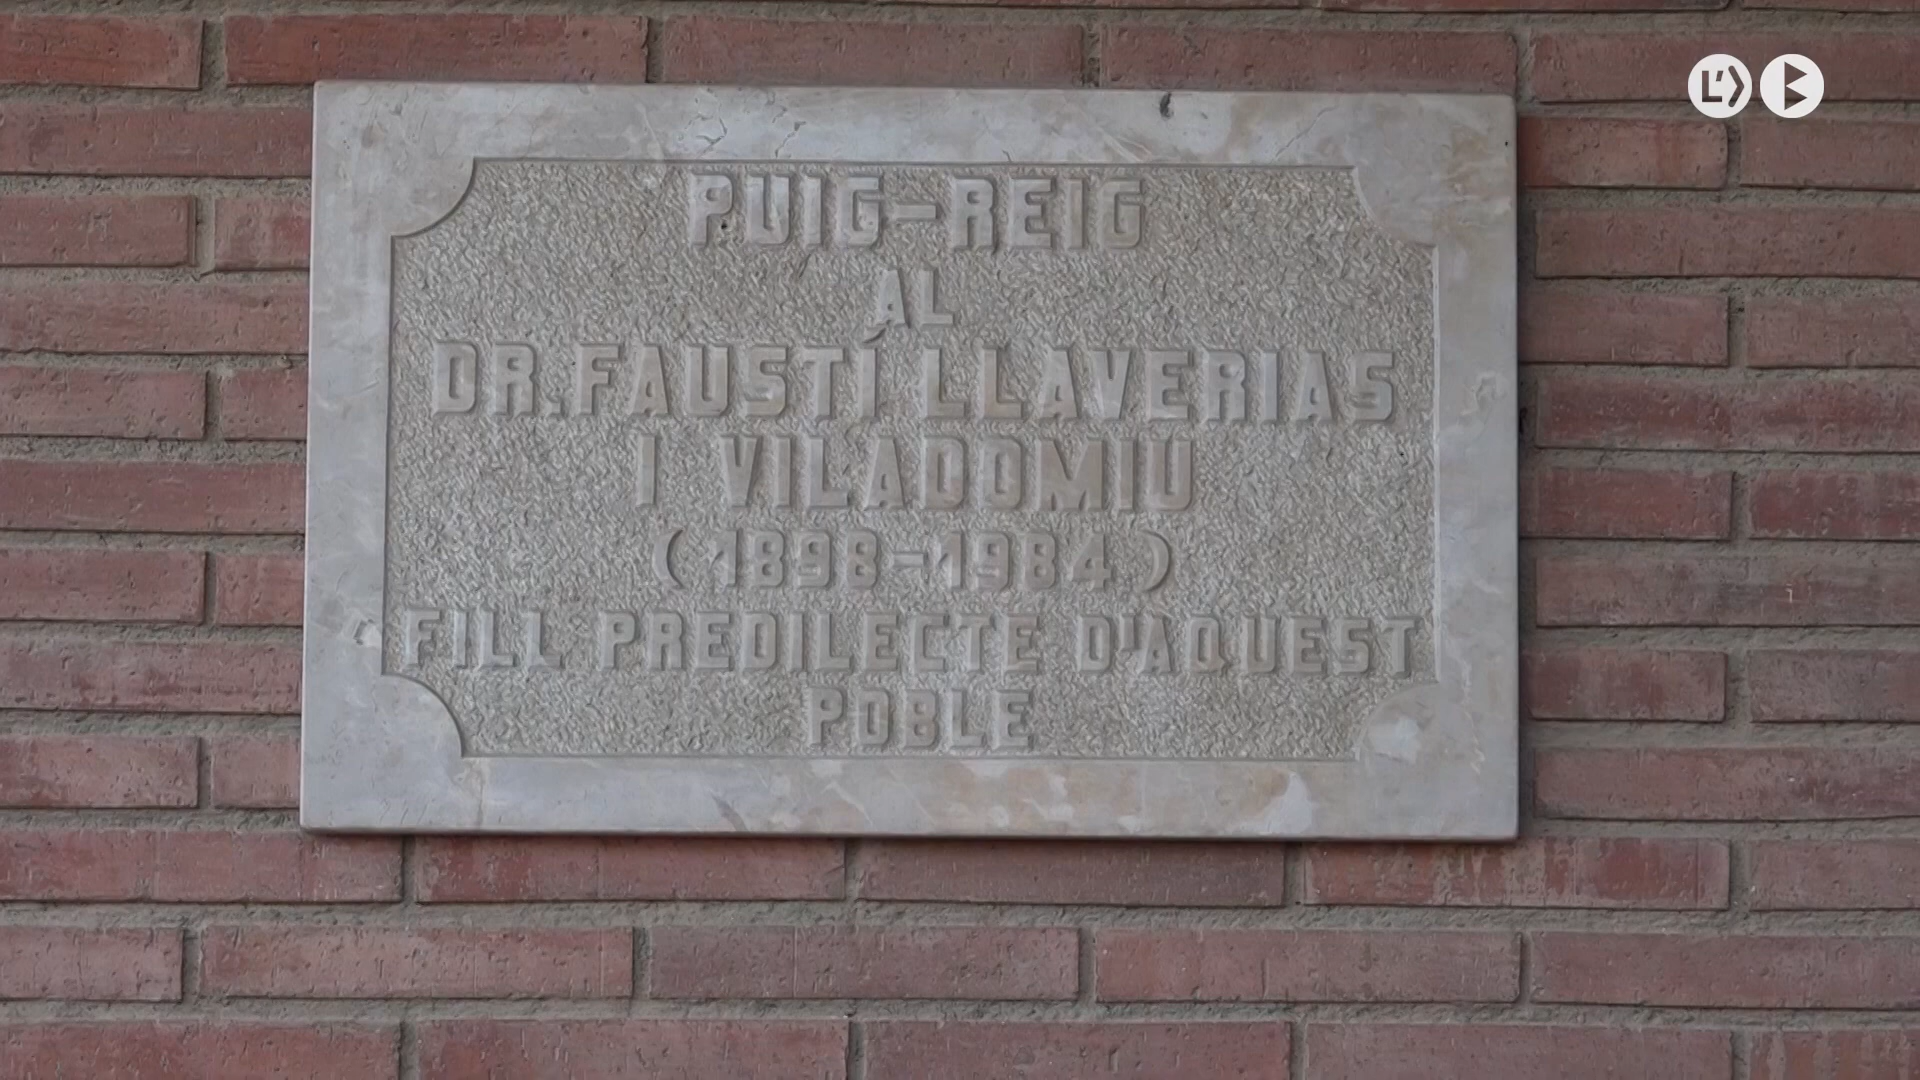 PUIG-REIG
AL
DR. FAUSTÍ LLAVERIAS
I VILADOMIU
(1898-1984)
FILL PREDILECTE D'AQUEST
POBLE